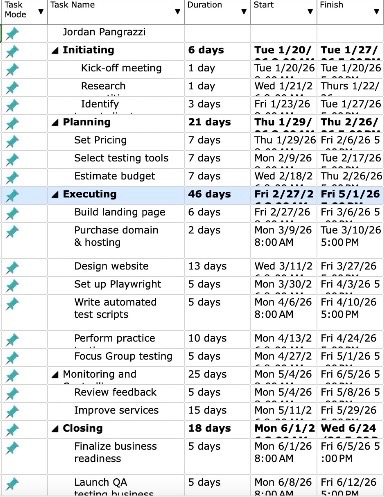 Task Mode Task Name Duration Start Finish
Jordan Pangrazzi
Initiating 6 days Tue 1/20/ Tue 1/27/
Kick-off meeting 1 day Tue 1/20/26 Tue 1/20/26
Research 1 day Wed 1/21/2 Thurs 1/22/
Identify 3 days Fri 1/23/26 Tue 1/27/26
Planning 21 days Thu 1/29/ Thu 2/26/
Set Pricing 7 days Thu 1/29/26 Fri 2/6/26 5
Select testing tools 7 days Mon 2/9/26 Tue 2/17/26
Estimate budget 7 days Wed 2/18/2 Thu 2/26/26
Executing 46 days Fri 2/27/2 Fri 5/1/26
Build landing page 6 days Fri 2/27/26 Fri 3/6/26 5
Purchase domain 2 days Mon 3/9/26 Tue 3/10/26
& hosting 8:00 AM 5:00 PM
Design website 13 days Wed 3/11/2 Fri 3/27/26
Set up Playwright 5 days Mon 3/30/2 Fri 4/3/26 5
Write automated 5 days Mon 4/6/26 Fri 4/10/26
test scripts 8:00 AM 5:00 PM
Perform practice 10 days Mon 4/13/2 Fri 4/24/26
Focus Group testing 5 days Mon 4/27/2 Fri 5/1/26 5
Monitoring and 25 days Mon 5/4/26 Fri 6/5/26 5
Review feedback 5 days Mon 5/4/26 Fri 5/8/26 5
Improve services 15 days Mon 5/11/2 Fri 5/29/26
Closing 18 days Mon 6/1/2 Wed 6/24
Finalize business 5 days Mon 6/1/26 Fri 6/5/26 5
readiness 8:00 AM :00 PM
Launch QA 5 days Mon 6/8/26 Fri 6/12/26
testing business 8:00 AM 5:00 PM